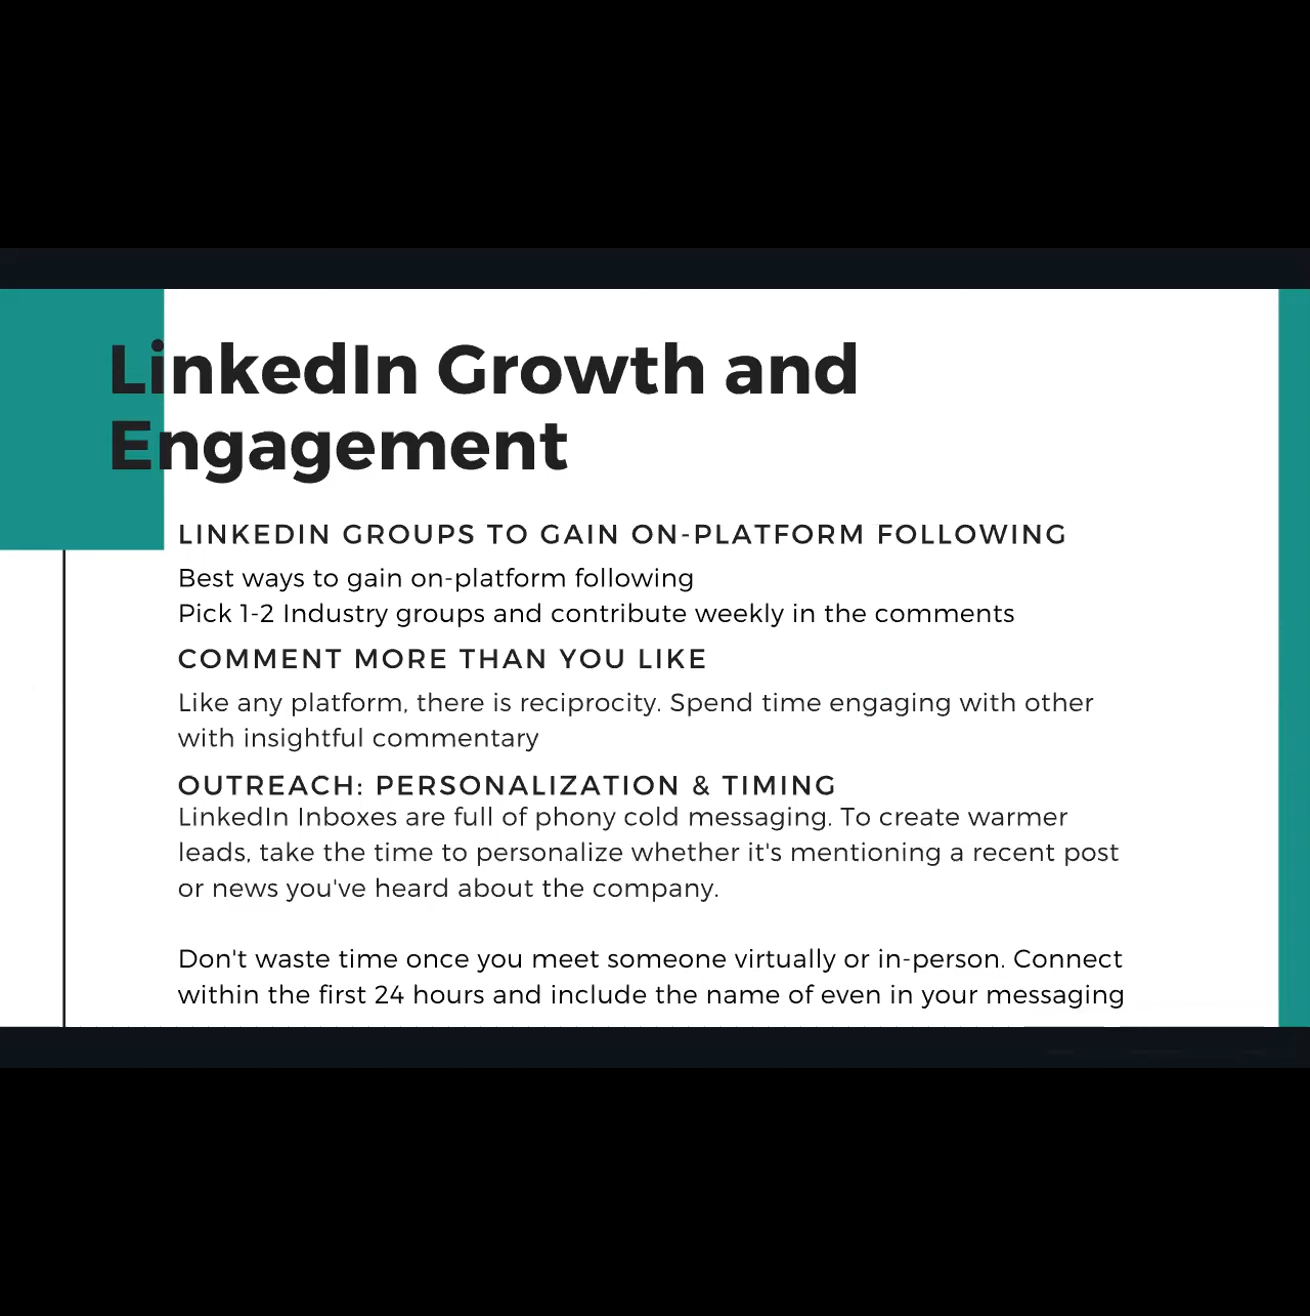 LinkedIn Growth and
Engagement
LINKEDIN GROUPS TO GAIN ON-PLATFORM FOLLOWING
Best ways to gain on-platform following
Pick 1-2 Industry groups and contribute weekly in the comments
COMMENT MORE THAN YOU LIKE
Like any platform, there is reciprocity. Spend time engaging with other
with insightful commentary
OUTREACH: PERSONALIZATION & TIMING
LinkedIn Inboxes are full of phony cold messaging. To create warmer
leads, take the time to personalize whether it's mentioning a recent post
or news you've heard about the company.
Don't waste time once you meet someone virtually or in-person. Connect
within the first 24 hours and include the name of even in your messaging